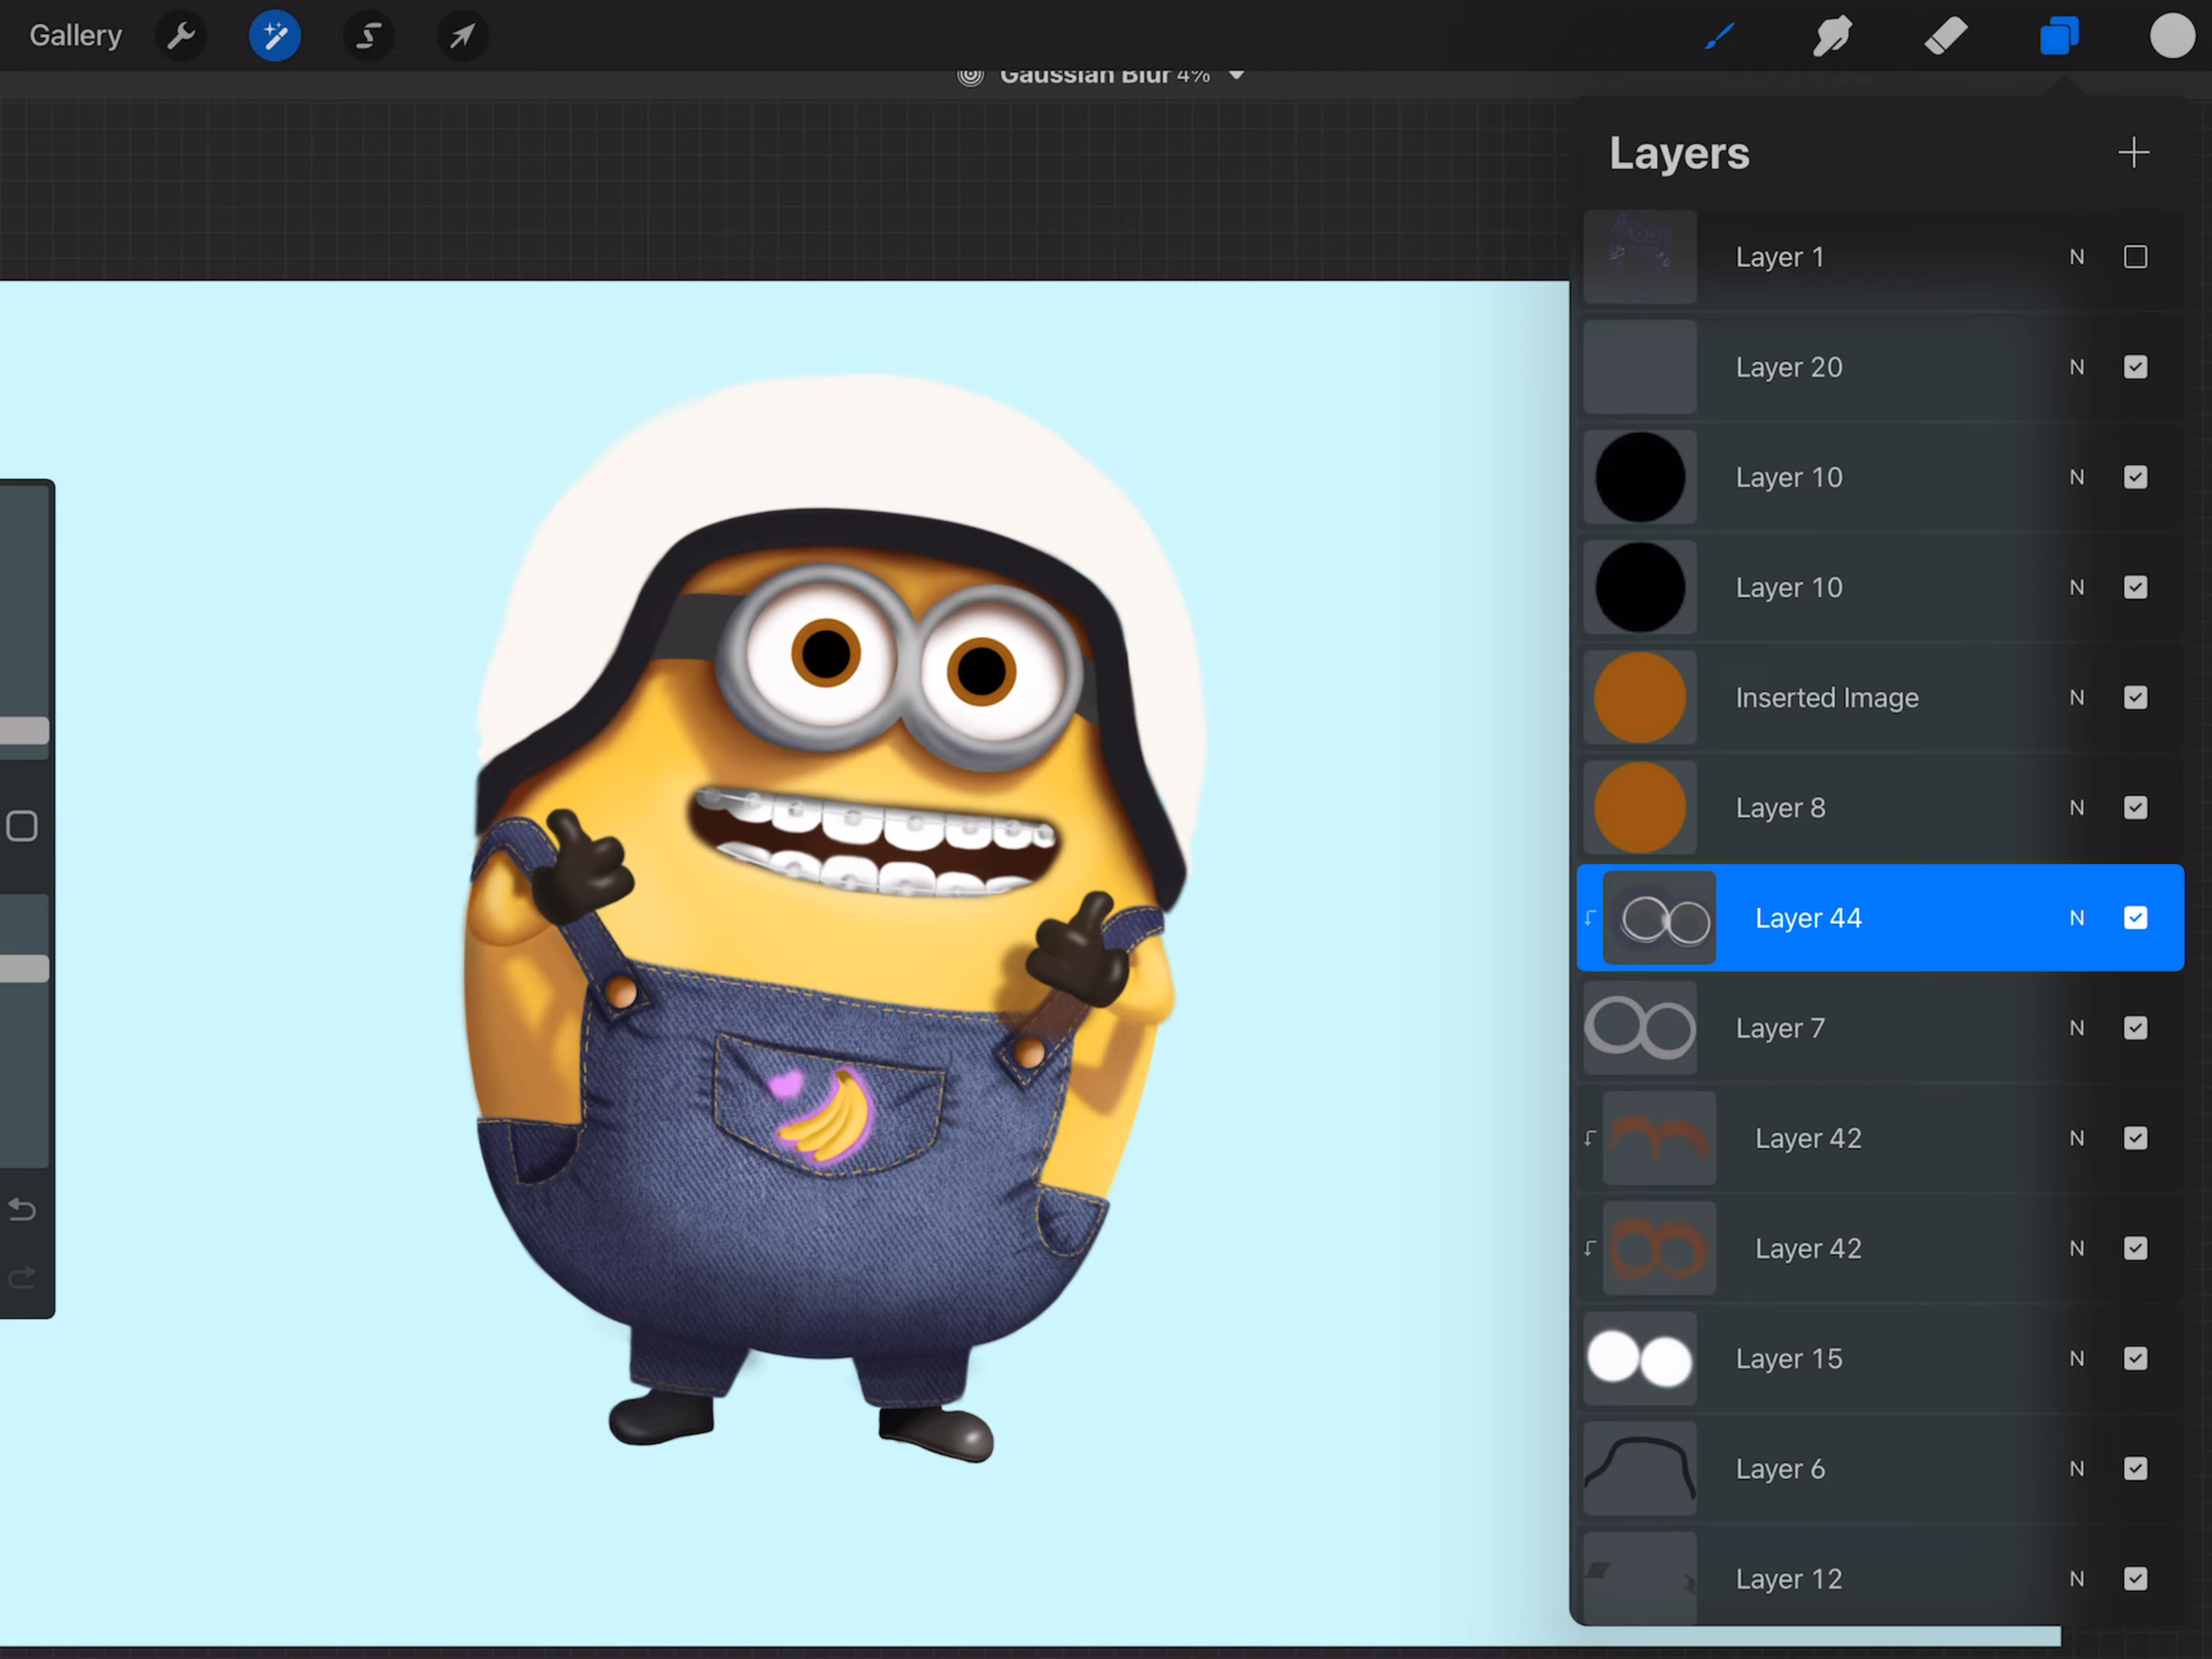 Gallery
Gaussian Blur 4%
Layers
Layer 1 N
Layer 20 N
Layer 10 N
Layer 10 N
Inserted Image N
Layer 8 N
Layer 44 N
Layer 7 N
Layer 42 N
Layer 42 N
Layer 15 N
Layer 6 N
Layer 12 N